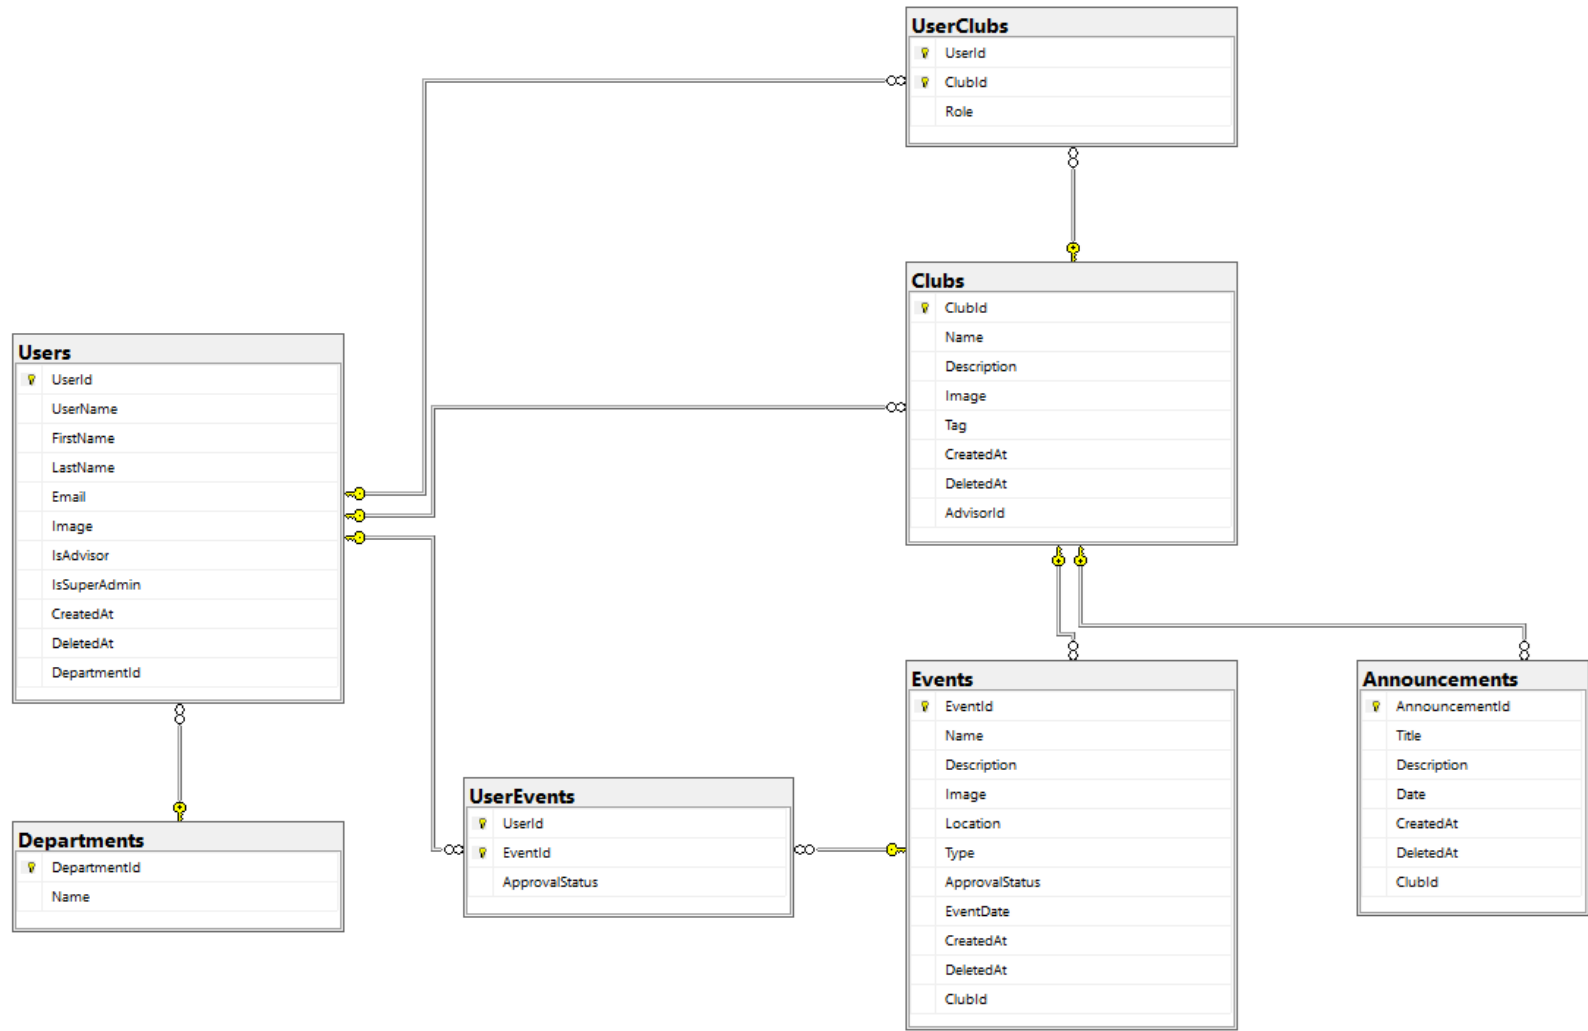 UserClubs
UserId
ClubId
Role
Clubs
ClubId
Name
Description
Image
Tag
CreatedAt
DeletedAt
AdvisorId
Users
UserId
UserName
FirstName
LastName
Email
Image
IsAdvisor
IsSuperAdmin
CreatedAt
DeletedAt
DepartmentId
Departments
DepartmentId
Name
UserEvents
UserId
EventId
ApprovalStatus
Events
EventId
Name
Description
Image
Location
Type
ApprovalStatus
EventDate
CreatedAt
DeletedAt
ClubId
Announcements
AnnouncementId
Title
Description
Date
CreatedAt
DeletedAt
ClubId